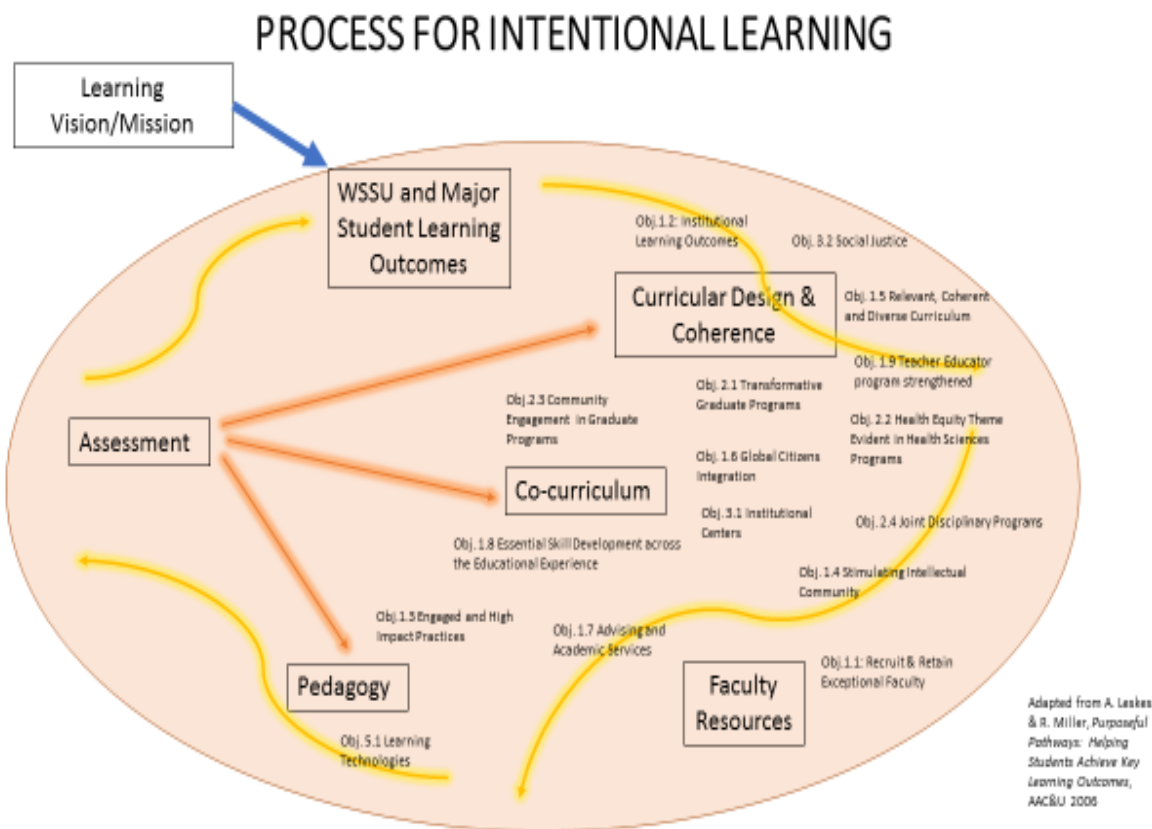 PROCESS FOR INTENTIONAL LEARNING
Learning
Vision/Mission
WSSU and Major
Student Learning
Outcomes
Obj.1.2: Institutional
Learning Outcomes
Obj.3.2 Social Justice
Curricular Design &
Coherence
Obj. 1.5 Relevant, Coherent
and Diverse Curriculum
Obj. 1.9 Teacher Educator
program strengthened
Obj.2.3 Community
Engagement in Graduate
Programs
Obj. 2.1 Transformative
Graduate Programs
Obj. 2.2 Health Equity Theme
Evident in Health Sciences
Programs
Assessment
Obj. 1.6 Global Citizens
Integration
Co-curriculum
Obj.3.1 Institutional
Centers
Obj. 2.4 Joint Disciplinary Programs
Obj. 1.8 Essential Skill Development across
the Educational Experience
Obj. 1.4 Stimulating Intellectual
Community
Obj.1.3 Engaged and High
Impact Practices
Obj. 1.7 Advising and
Academic Services
Pedagogy
Faculty
Resources
Obj.1.1: Recruit & Retain
Exceptional Faculty
Obj. 5.1 Learning
Technologies
Adapted from A. Leskes
& R. Miller, Purposeful
Pathways: Helping
Students Achieve Key
Learning Outcomes,
AAC&U 2006